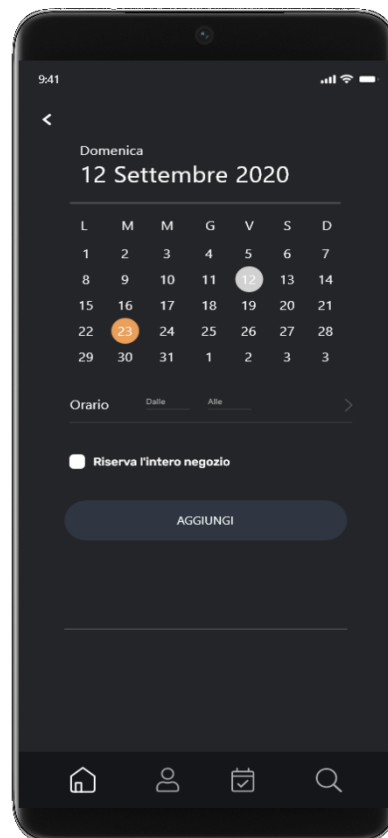 9:41
Domenica
12 Settembre 2020
L M M G V S D
1 2 3 4 5 6 7
8 9 10 11 12 13 14
15 16 17 18 19 20 21
22 23 24 25 26 27 28
29 30 31 1 2 3 3
Orario Dalle Alle
Riserva l'intero negozio
AGGIUNGI